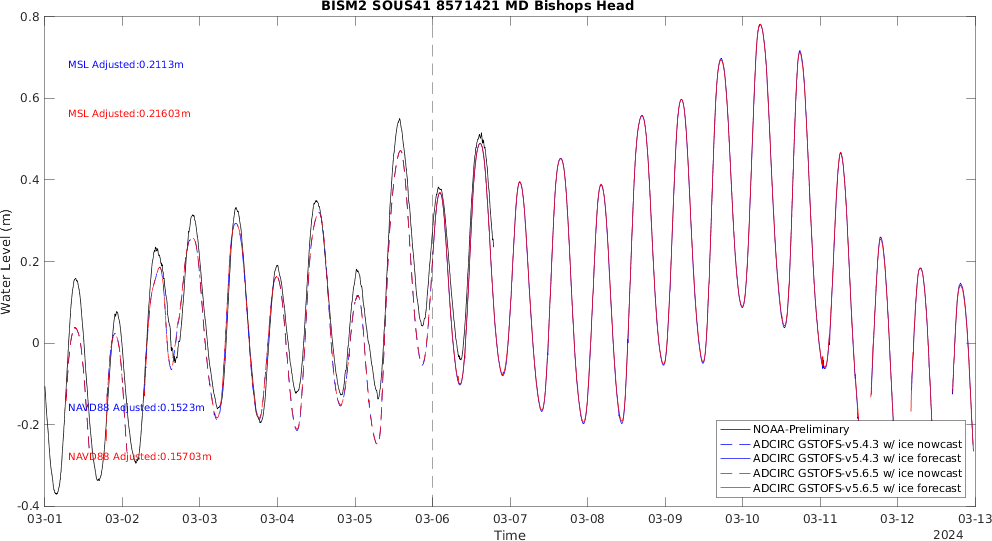 BISM2 SOUS41 8571421 MD Bishops Head
Water Level (m)
0.8
0.6
0.4
0.2
0
-0.2
-0.4
MSL Adjusted:0.2113m
MSL Adjusted:0.21603m
NAVD88 Adjusted:0.1523m
NAVD88 Adjusted:0.15703m
NOAA-Preliminary
ADCIRC GSTOFS-v5.4.3 w/ ice nowcast
ADCIRC GSTOFS-v5.4.3 w/ ice forecast
ADCIRC GSTOFS-v5.6.5 w/ ice nowcast
ADCIRC GSTOFS-v5.6.5 w/ ice forecast
03-01 03-02 03-03 03-04 03-05 03-06 03-07 03-08 03-09 03-10 03-11 03-12 03-13
Time
2024